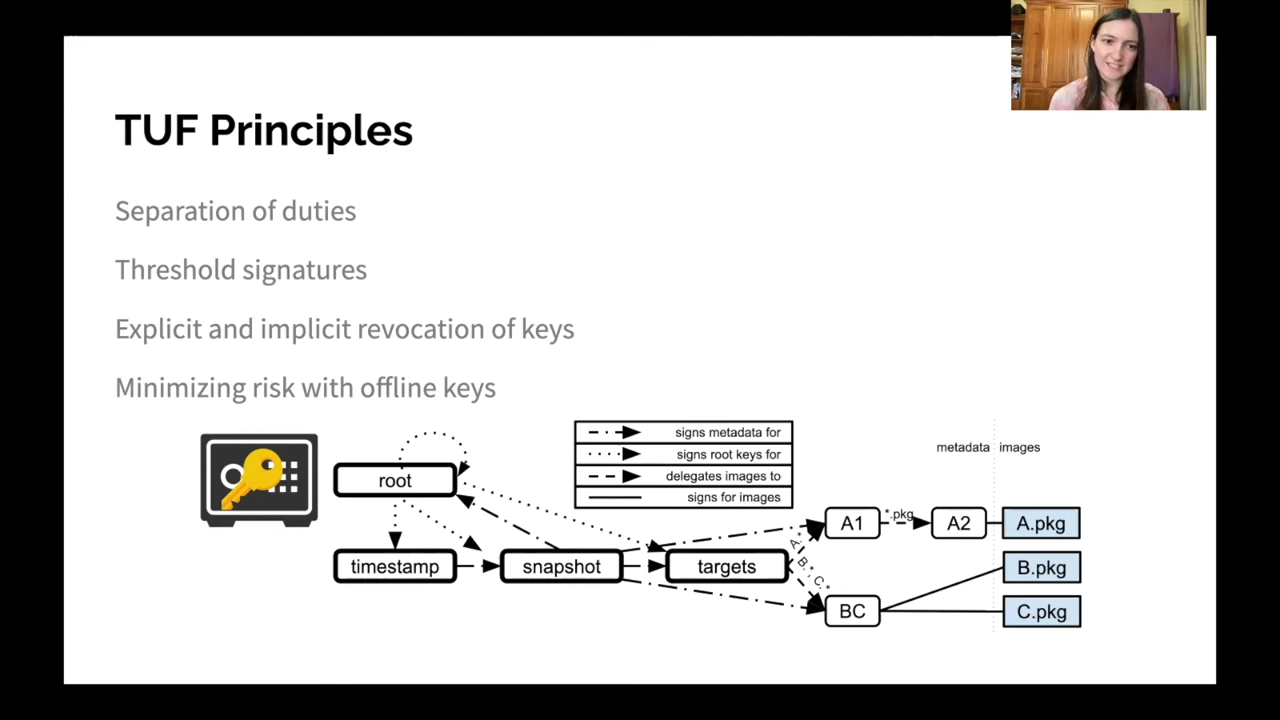 TUF Principles
Separation of duties
Threshold signatures
Explicit and implicit revocation of keys
Minimizing risk with offline keys
signs metadata for
signs root keys for
delegates images to
signs for images
metadata images
root
timestamp
snapshot
targets
A.*
B.*, C.*
A1
*.pkg
A2
A.pkg
B.pkg
BC
C.pkg